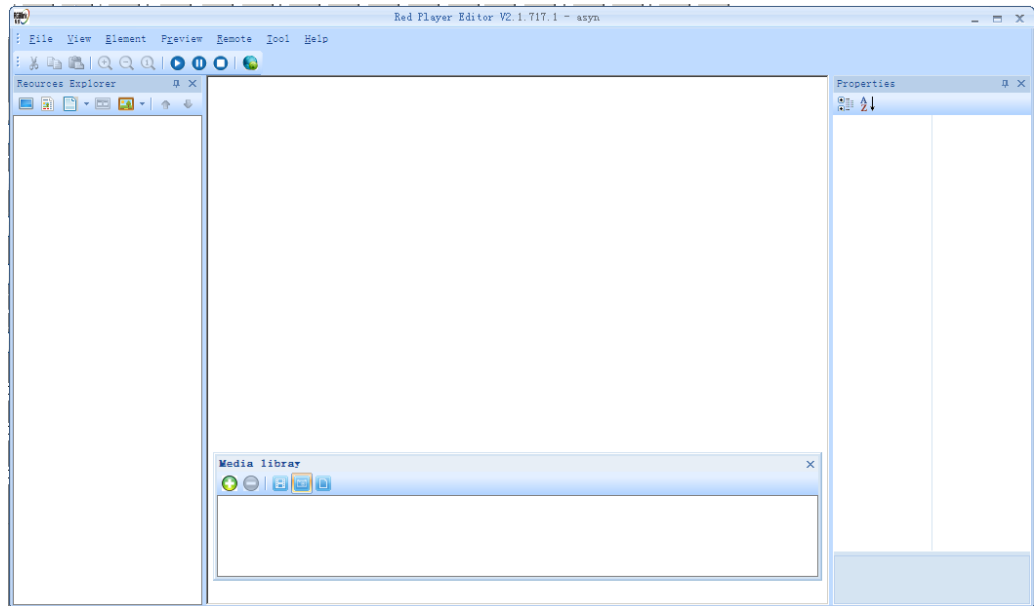 Red Player Editor V2.1.717.1 - asyn
File View Element Preview Remote Tool Help
Reources Explorer
Properties
Media libray